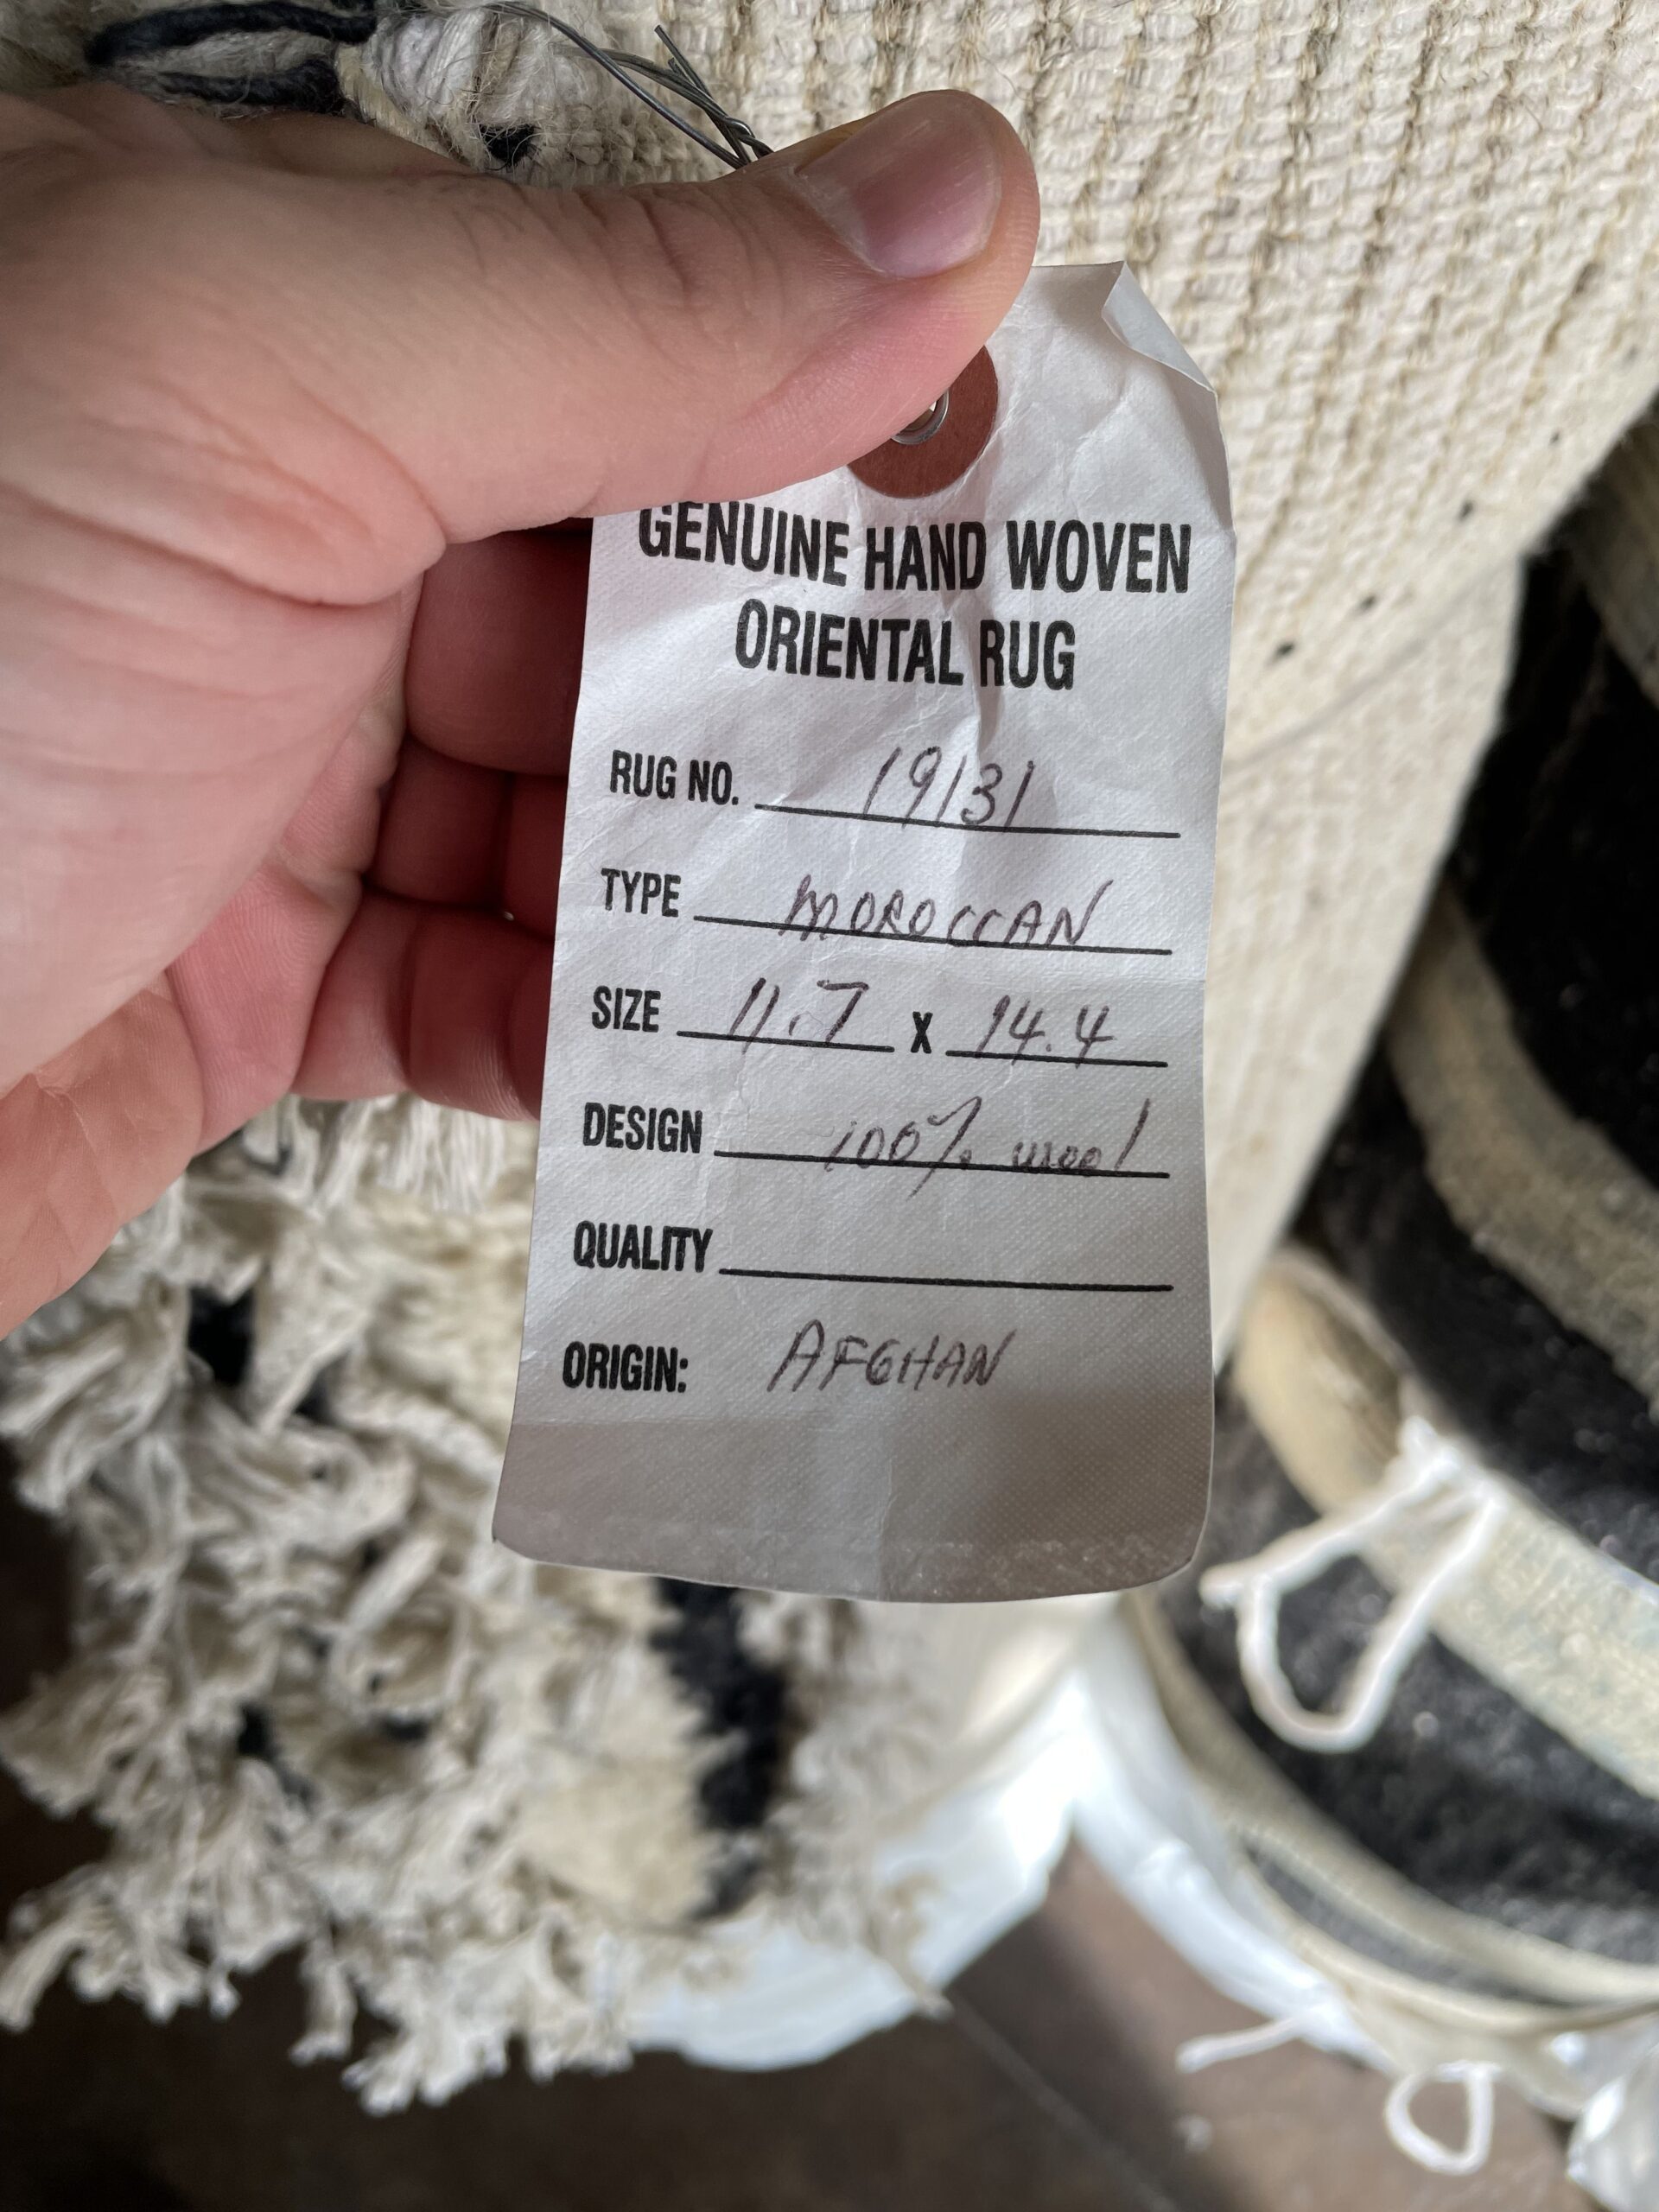 GENUINE HAND WOVEN
ORIENTAL RUG
RUG NO. 19131
TYPE MOROCCAN
SIZE 11.7 X 14.4
DESIGN 100% wool
QUALITY
ORIGIN: AFGHAN